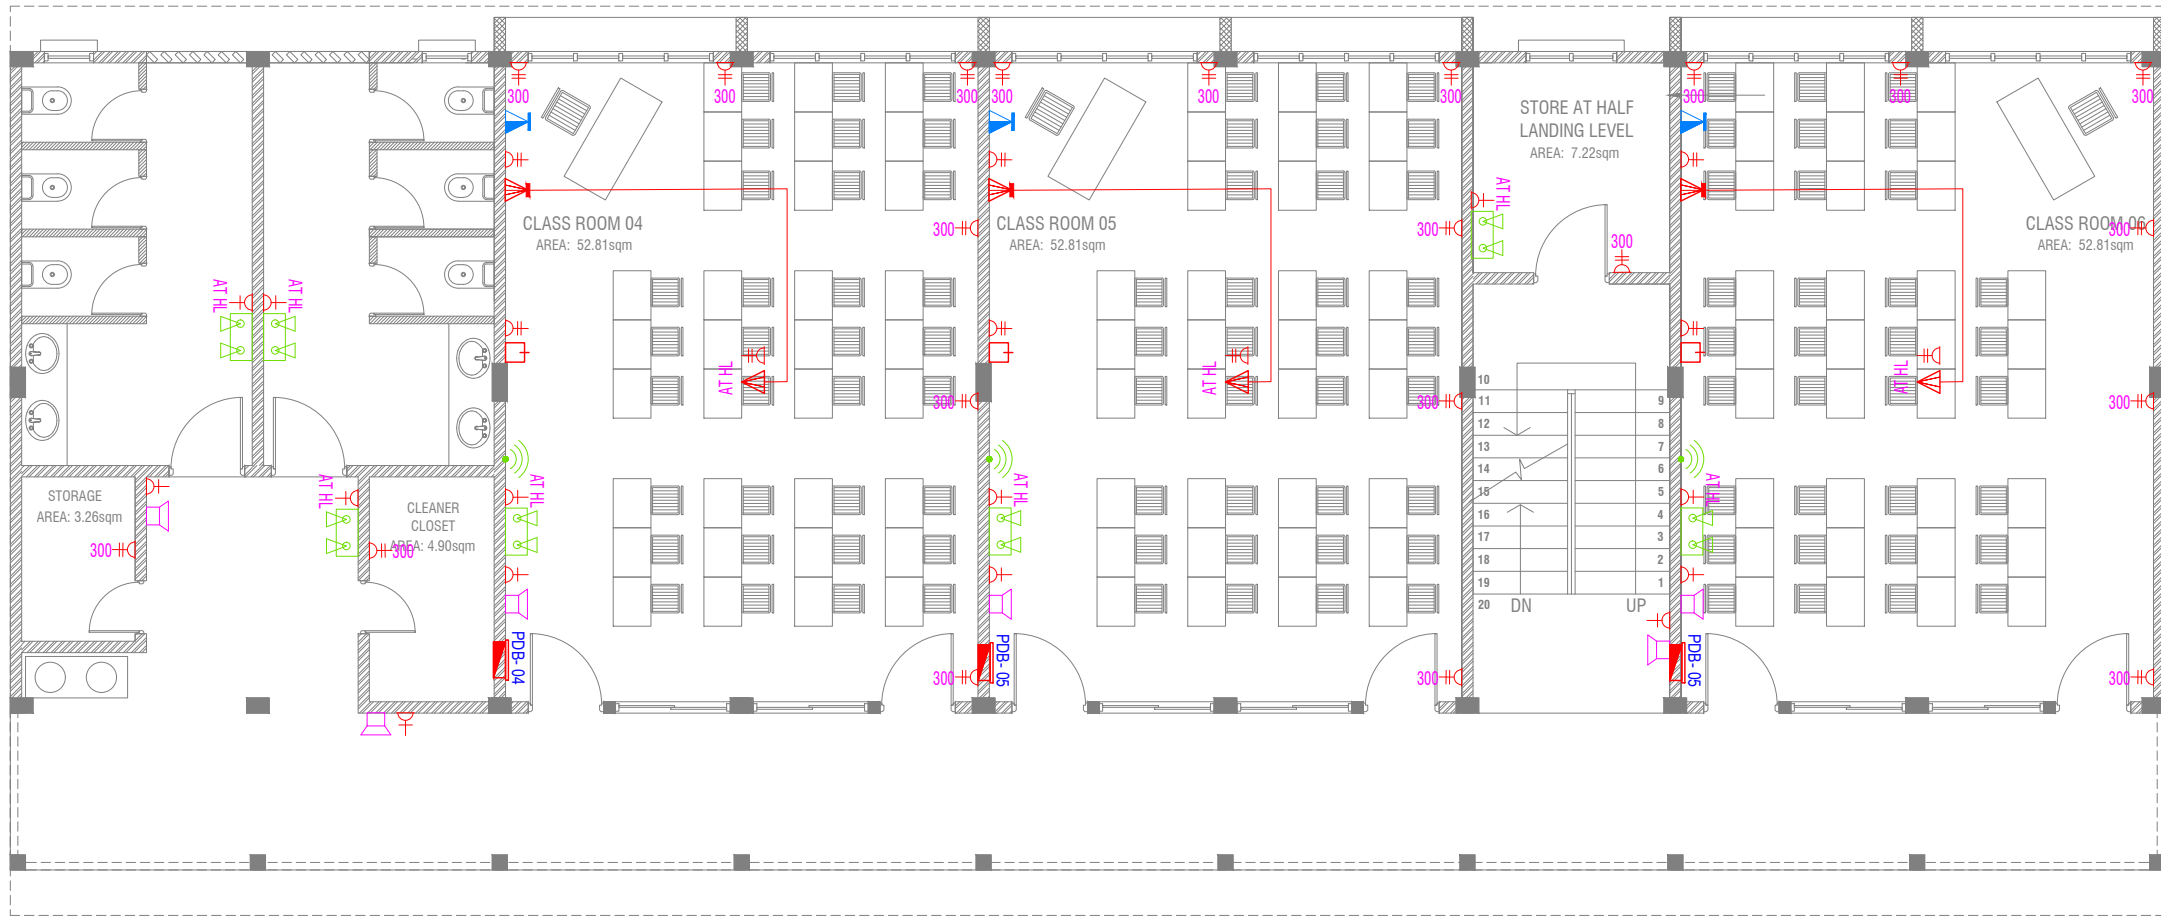 300
300
300
300
300
300
300
300
300
STORE AT HALF
LANDING LEVEL
AREA: 7.22sqm
AT HL
CLASS ROOM 04
AREA: 52.81sqm
300
CLASS ROOM 05
AREA: 52.81sqm
300
300
CLASS ROOM 06
AREA: 52.81sqm
300
AT HL
AT HL
AT HL
AT HL
AT HL
300
300
300
10
11
12
13
14
15
16
17
18
19
20
9
8
7
6
5
4
3
2
1
DN
UP
STORAGE
AREA: 3.26sqm
300
AT HL
CLEANER
CLOSET
AREA: 4.90sqm
300
AT HL
AT HL
AT HL
PDB-04
300
PDB-05
300
PDB-05
300